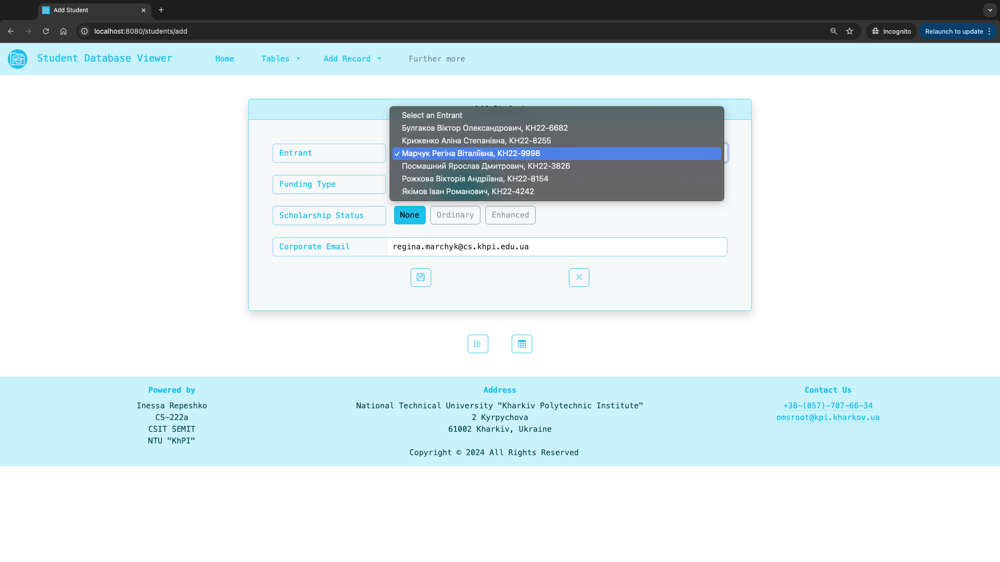 Add Student
localhost:8080/students/add
Incognito
Relaunch to update
Student Database Viewer
Home
Tables
Add Record
Further more
Select an Entrant
Булгаков Віктор Олександрович, КН22-6682
Криженко Аліна Степанівна, КН22-8255
Entrant
✓ Марчук Регіна Віталіївна, КН22-9998
Посмашний Ярослав Дмитрович, КН22-3826
Рожкова Вікторія Андріївна, КН22-8154
Funding Type
Якімов Іван Романович, КН22-4242
Scholarship Status
None
Ordinary
Enhanced
Corporate Email
regina.marchyk@cs.khpi.edu.ua
Powered by
Inessa Repeshko
CS-222a
CSIT SEMIT
NTU "KhPI"
Address
National Technical University "Kharkiv Polytechnic Institute"
2 Kyrpychova
61002 Kharkiv, Ukraine
Copyright © 2024 All Rights Reserved
Contact Us
+38-(057)-707-66-34
omsroot@kpi.kharkov.ua